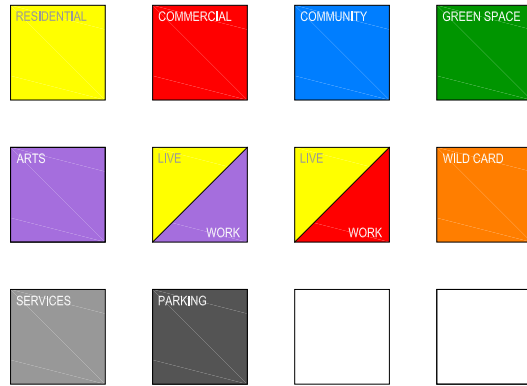 RESIDENTIAL
COMMERCIAL
COMMUNITY
GREEN SPACE
ARTS
LIVE
WORK
LIVE
WORK
WILD CARD
SERVICES
PARKING